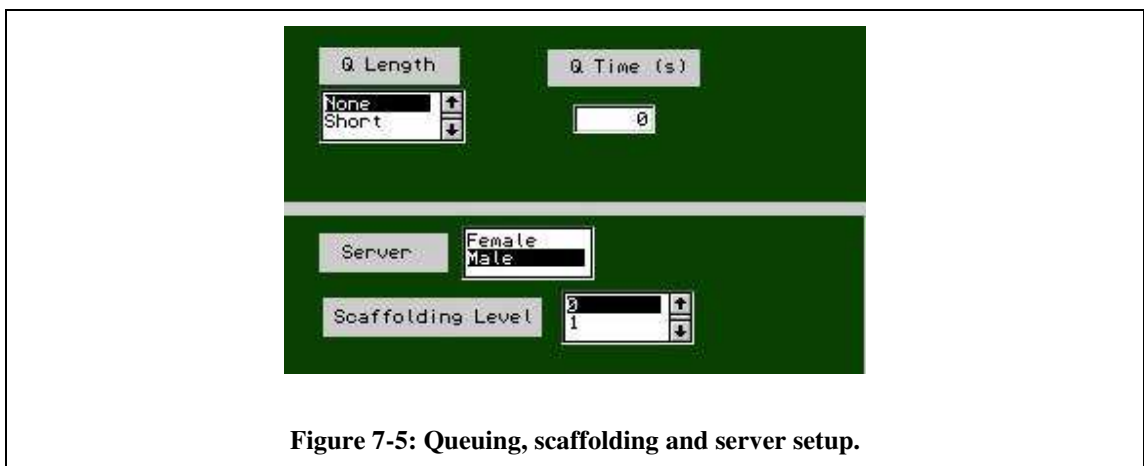 Q Length
Q Time (s)
None
Short
0
Server
Female
Male
Scaffolding Level
0
1
Figure 7-5: Queuing, scaffolding and server setup.